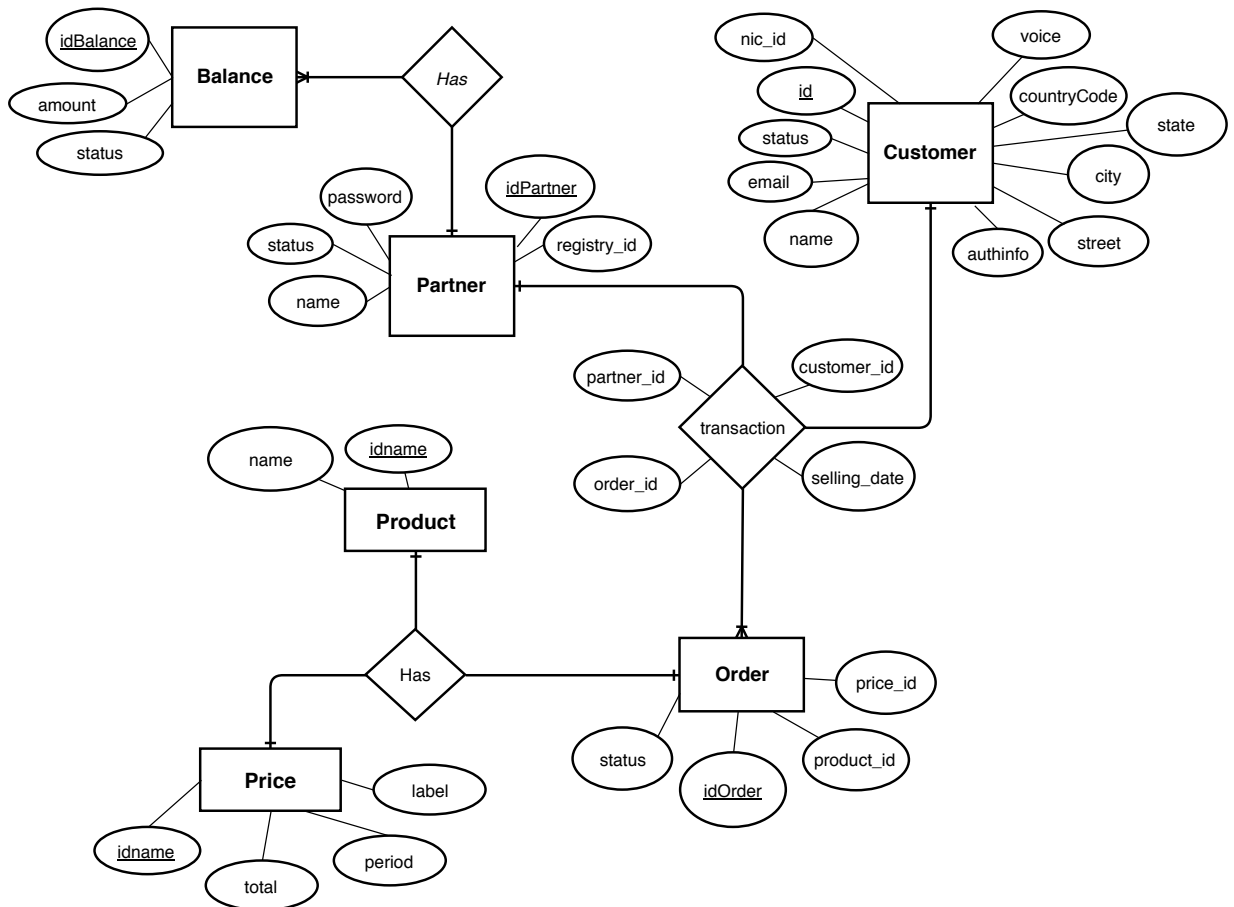 idBalance
Balance
amount
status
Has
nic_id
voice
id
countryCode
status
state
Customer
email
city
name
authinfo
street
password
idPartner
status
registry_id
name
Partner
partner_id
customer_id
transaction
order_id
selling_date
name
idname
Product
Has
Order
price_id
status
idOrder
product_id
Price
label
idname
total
period